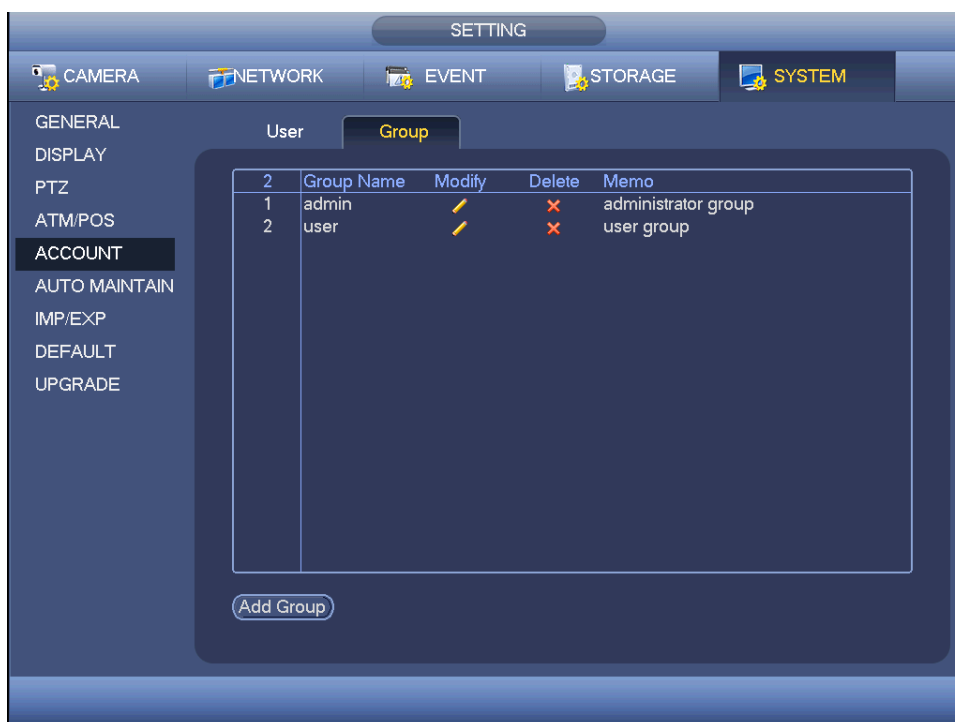 SETTING
CAMERA NETWORK EVENT STORAGE SYSTEM
GENERAL
DISPLAY
PTZ
ATM/POS
ACCOUNT
AUTO MAINTAIN
IMP/EXP
DEFAULT
UPGRADE
User Group
2 Group Name Modify Delete Memo
1 admin administrator group
2 user user group
Add Group